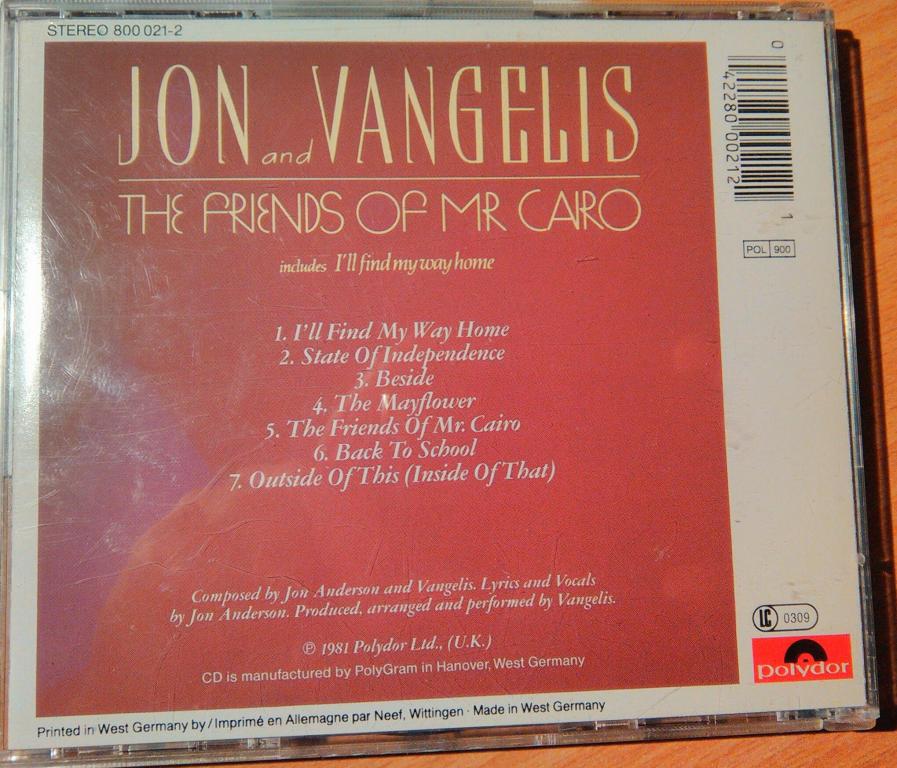 STEREO 800 021-2
JON and VANGELIS
THE FRIENDS OF MR CAIRO
includes I'll find my way home
1. I'll Find My Way Home
2. State Of Independence
3. Beside
4. The Mayflower
5. The Friends Of Mr. Cairo
6. Back To School
7. Outside Of This (Inside Of That)
Composed by Jon Anderson and Vangelis. Lyrics and Vocals
by Jon Anderson. Produced, arranged and performed by Vangelis.
℗ 1981 Polydor Ltd., (U.K.)
CD is manufactured by PolyGram in Hanover, West Germany
Printed in West Germany by / Imprimé en Allemagne par Neef, Wittingen · Made in West Germany
0 42280 00212 1
POL 900
LC 0309
polydor